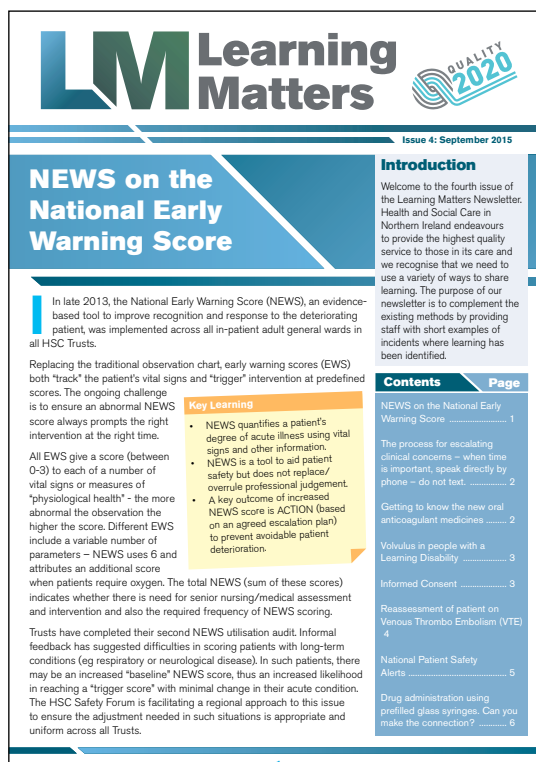 LM Learning
Matters
QUALITY
2020
Issue 4: September 2015
NEWS on the
National Early
Warning Score
In late 2013, the National Early Warning Score (NEWS), an evidence-
based tool to improve recognition and response to the deteriorating
patient, was implemented across all in-patient adult general wards in
all HSC Trusts.
Replacing the traditional observation chart, early warning scores (EWS)
both “track” the patient’s vital signs and “trigger” intervention at predefined
scores. The ongoing challenge
is to ensure an abnormal NEWS
score always prompts the right
intervention at the right time.
All EWS give a score (between
0-3) to each of a number of
vital signs or measures of
“physiological health” - the more
abnormal the observation the
higher the score. Different EWS
include a variable number of
parameters – NEWS uses 6 and
attributes an additional score
when patients require oxygen. The total NEWS (sum of these scores)
indicates whether there is need for senior nursing/medical assessment
and intervention and also the required frequency of NEWS scoring.
Trusts have completed their second NEWS utilisation audit. Informal
feedback has suggested difficulties in scoring patients with long-term
conditions (eg respiratory or neurological disease). In such patients, there
may be an increased “baseline” NEWS score, thus an increased likelihood
in reaching a “trigger score” with minimal change in their acute condition.
The HSC Safety Forum is facilitating a regional approach to this issue
to ensure the adjustment needed in such situations is appropriate and
uniform across all Trusts.
Key Learning
• NEWS quantifies a patient’s
degree of acute illness using vital
signs and other information.
• NEWS is a tool to aid patient
safety but does not replace/
overrule professional judgement.
• A key outcome of increased
NEWS score is ACTION (based
on an agreed escalation plan)
to prevent avoidable patient
deterioration.
Introduction
Welcome to the fourth issue of
the Learning Matters Newsletter.
Health and Social Care in
Northern Ireland endeavours
to provide the highest quality
service to those in its care and
we recognise that we need to
use a variety of ways to share
learning. The purpose of our
newsletter is to complement the
existing methods by providing
staff with short examples of
incidents where learning has
been identified.
Contents Page
NEWS on the National Early
Warning Score ...................... 1
The process for escalating
clinical concerns – when time
is important, speak directly by
phone – do not text. .............. 2
Getting to know the new oral
anticoagulant medicines ........ 2
Volvulus in people with a
Learning Disability .................. 3
Informed Consent .................. 3
Reassessment of patient on
Venous Thrombo Embolism (VTE)
4
National Patient Safety
Alerts ...................................... 5
Drug administration using
prefilled glass syringes. Can you
make the connection? ........... 6